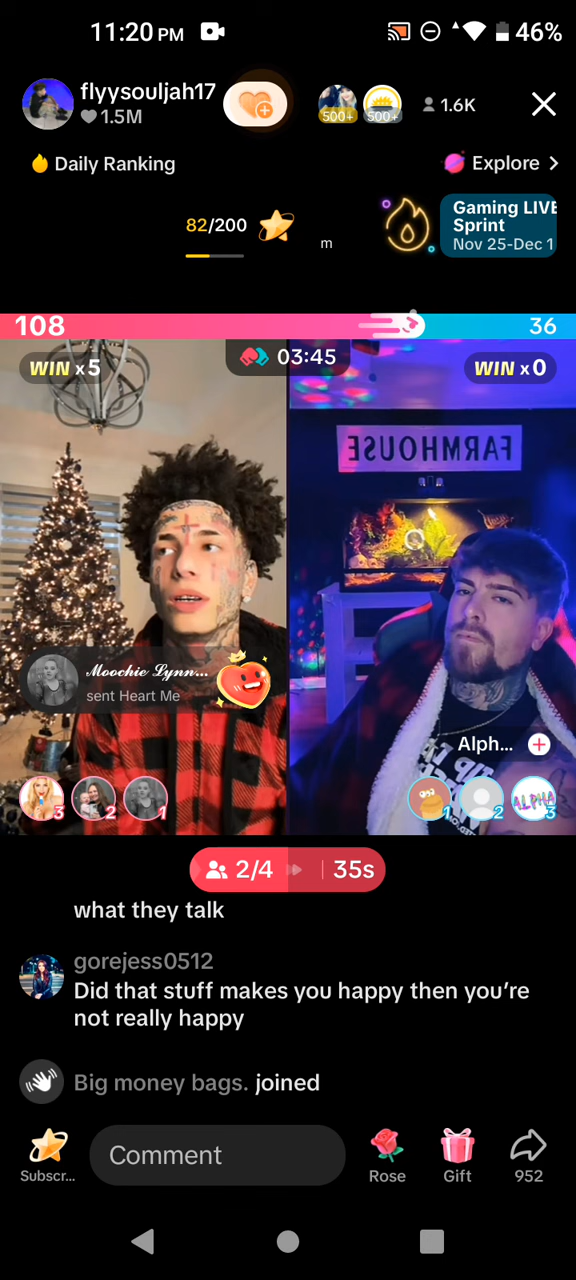 11:20 PM
46%
flyysouljah17
1.5M
500+
500+
1.6K
Daily Ranking
Explore >
82/200
m
Gaming LIVE
Sprint
Nov 25-Dec 1
108
36
WIN x5
03:45
WIN x0
FARMHOUSE
Moochie Lynn...
sent Heart Me
Alph...
3
2
1
1
2
ALPHA
3
2/4
35s
what they talk
gorejess0512
Did that stuff makes you happy then you're
not really happy
Big money bags. joined
Subscr...
Comment
Rose
Gift
952